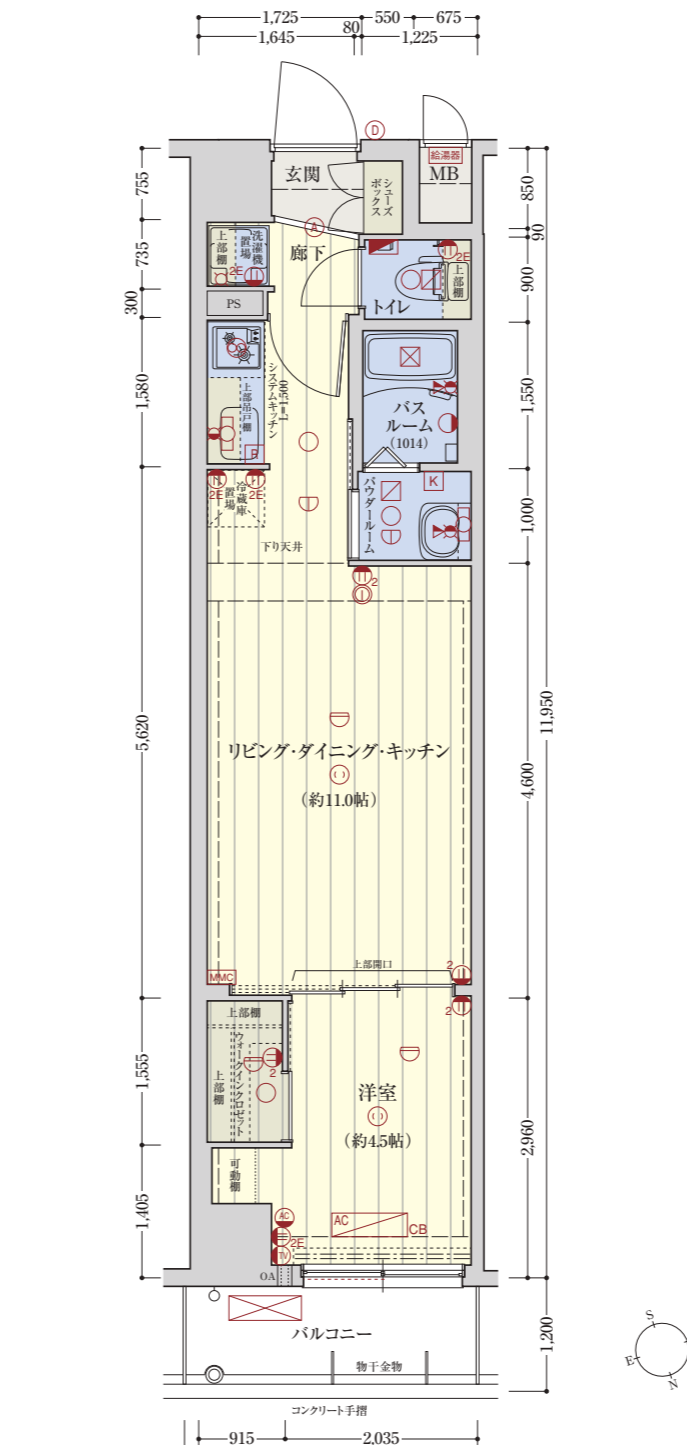 1,725 550 675
1,645 80 1,225
D
755
735
300
1,580
5,620
1,555
1,405
850
90
900
1,550
1,000
4,600
2,960
11,950
1,200
玄関
シューズ
ボックス
給湯器
MB
A
廊下
上部棚
洗濯機
置場
2E
PS
トイレ
2E
上部棚
システムキッチン
L=1,500
上部吊戸棚
R
バス
ルーム
(1014)
パウダールーム
K
冷蔵庫
置場
2E
2E
下り天井
2
リビング・ダイニング・キッチン
(約11.0帖)
MMC
上部開口
2
2
上部棚
上部棚
ウォークインクロゼット
2
洋室
(約4.5帖)
可動棚
AC
2E
TV
AC
CB
OA
バルコニー
物干金物
コンクリート手摺
S
E
N
915 2,035